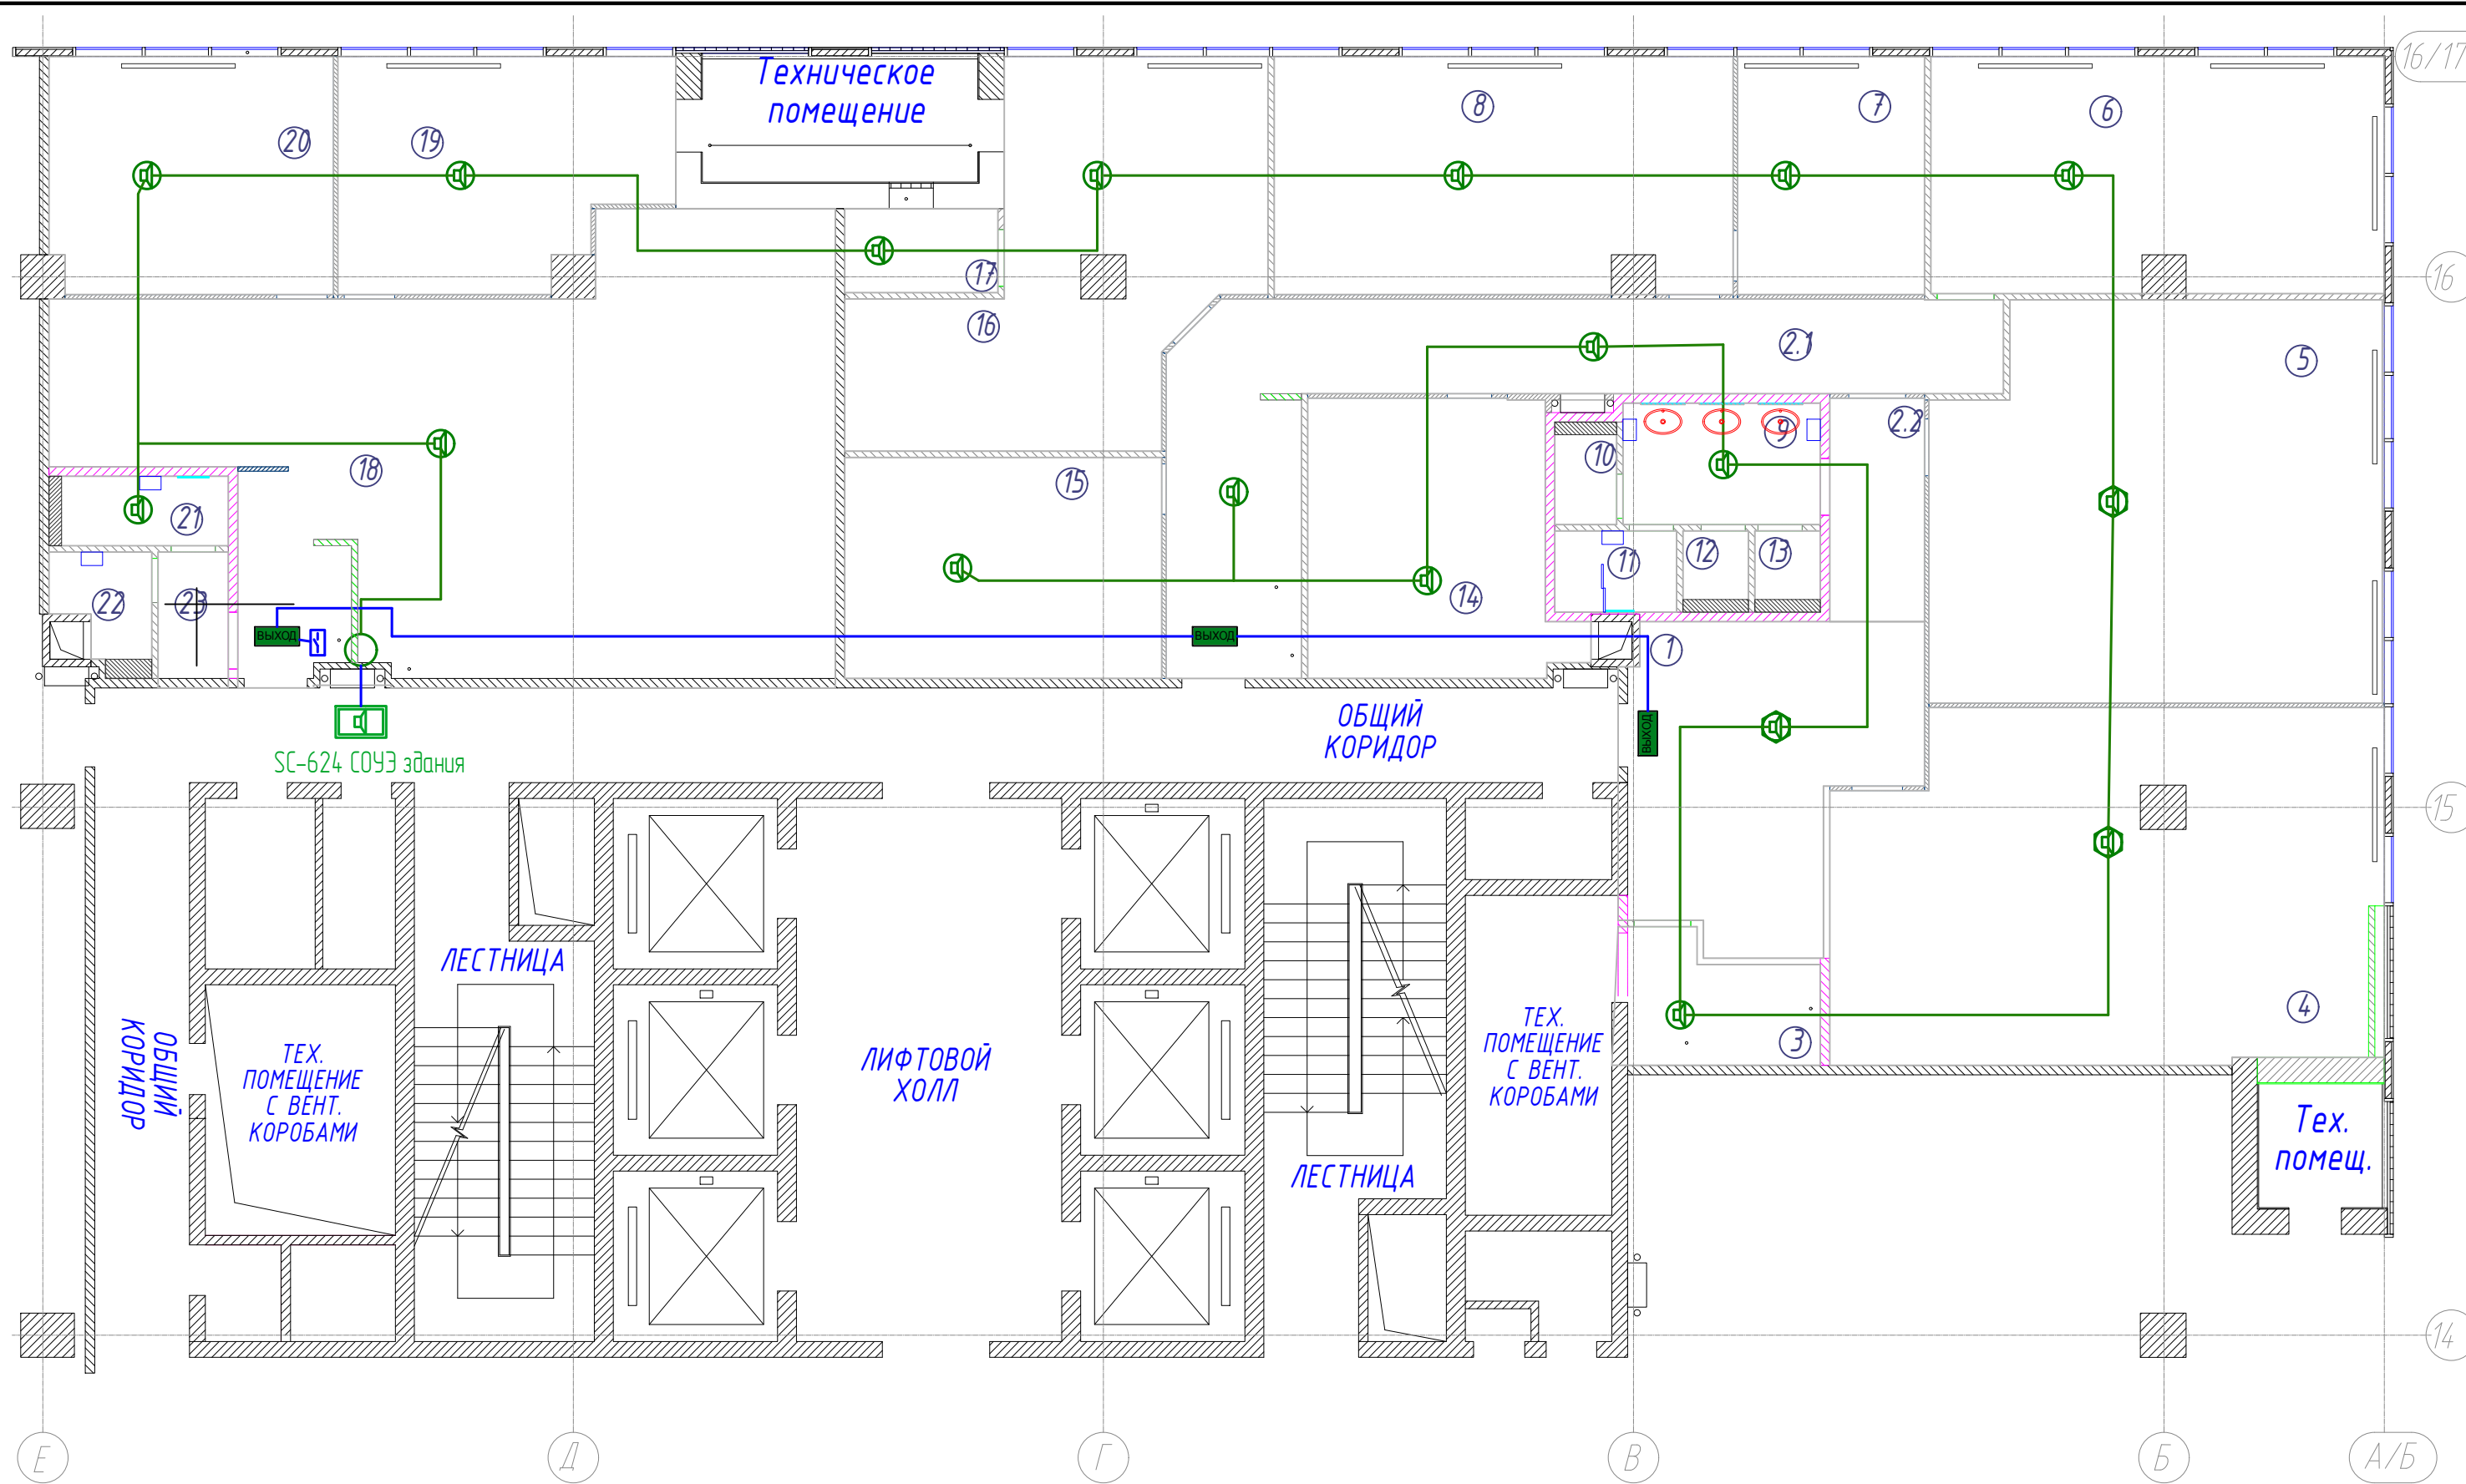 16/17
Техническое
помещение
8
7
6
20
19
17
16
16
2.1
5
2.2
9
10
18
15
21
11
12
13
22
23
14
ВЫХОД
ВЫХОД
1
ВЫХОД
ОБЩИЙ
КОРИДОР
SC-624 СОУЭ здания
15
ЛЕСТНИЦА
4
ОБЩИЙ
КОРИДОР
ТЕХ.
ПОМЕЩЕНИЕ
С ВЕНТ.
КОРОБАМИ
ЛИФТОВОЙ
ХОЛЛ
ТЕХ.
ПОМЕЩЕНИЕ
С ВЕНТ.
КОРОБАМИ
3
Тех.
помещ.
ЛЕСТНИЦА
14
Е
Д
Г
В
Б
А/Б